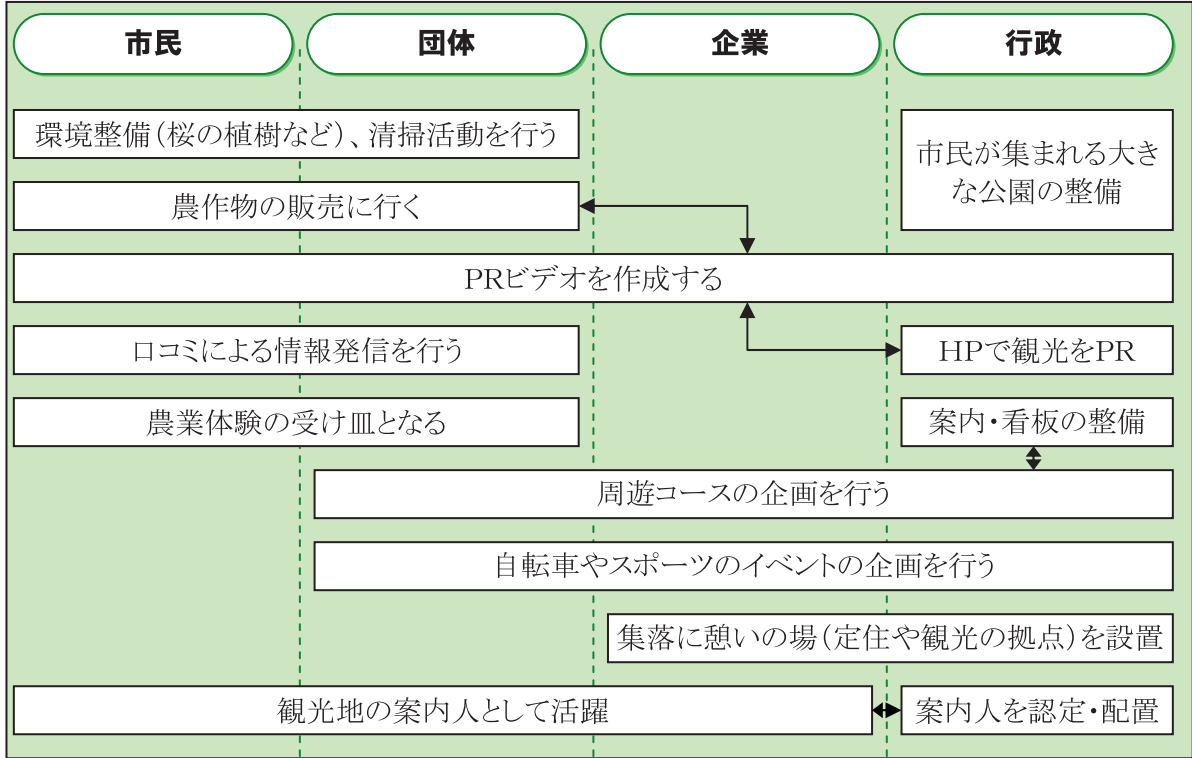 市民
団体
企業
行政
環境整備(桜の植樹など)、清掃活動を行う
市民が集まれる大き
な公園の整備
農作物の販売に行く
PRビデオを作成する
口コミによる情報発信を行う
HPで観光をPR
農業体験の受け皿となる
案内・看板の整備
周遊コースの企画を行う
自転車やスポーツのイベントの企画を行う
集落に憩いの場(定住や観光の拠点)を設置
観光地の案内人として活躍
案内人を認定・配置